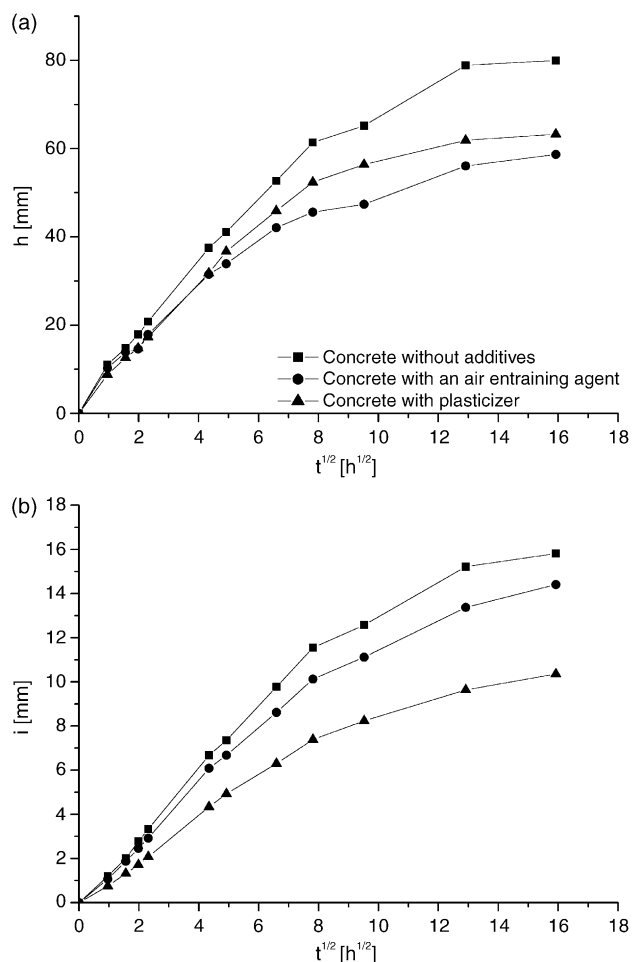 (a)
80
60
40
20
0
h [mm]
Concrete without additives
Concrete with an air entraining agent
Concrete with plasticizer
0 2 4 6 8 10 12 14 16 18
t^1/2 [h^1/2]
(b)
18
16
14
12
10
8
6
4
2
0
i [mm]
0 2 4 6 8 10 12 14 16 18
t^1/2 [h^1/2]